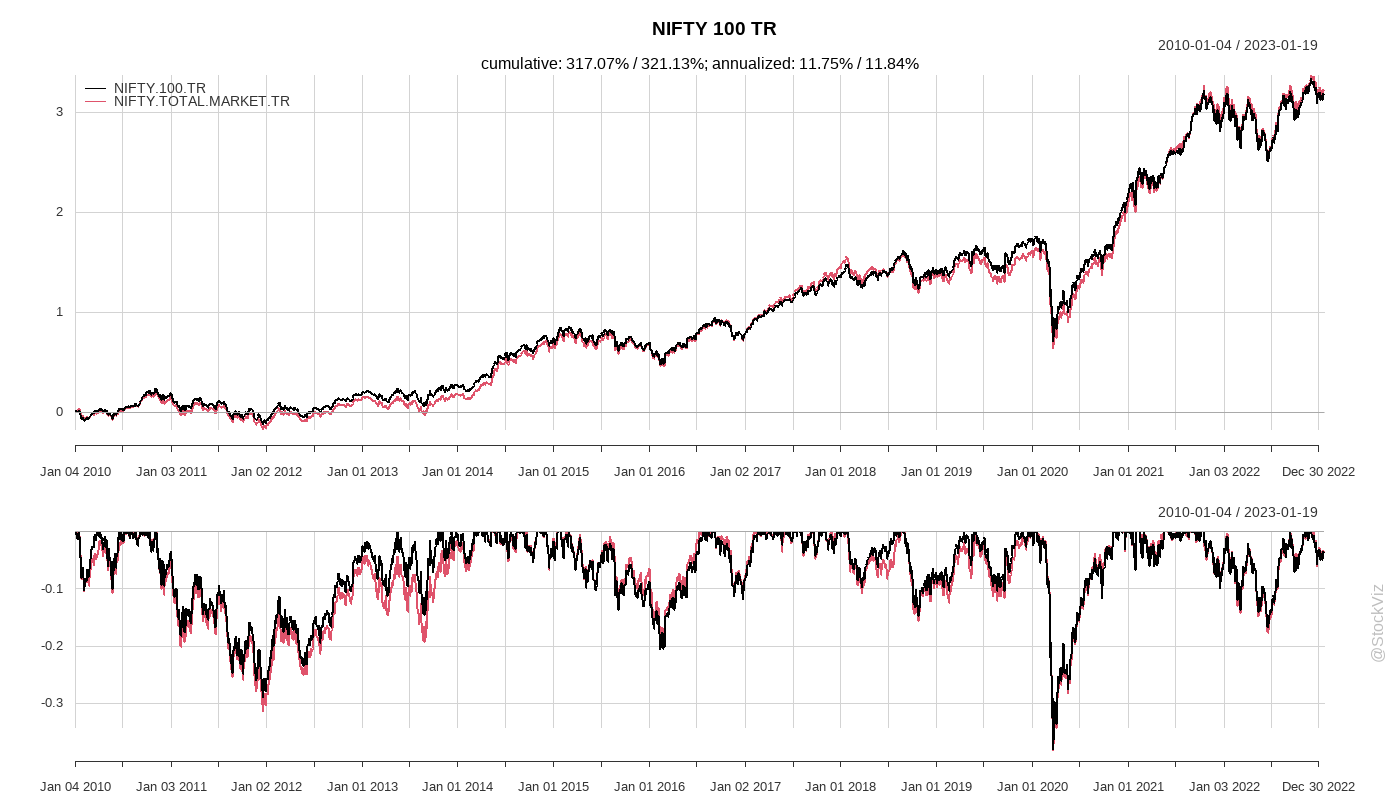 NIFTY 100 TR
2010-01-04 / 2023-01-19
cumulative: 317.07% / 321.13%; annualized: 11.75% / 11.84%
NIFTY.100.TR
NIFTY.TOTAL.MARKET.TR
3
2
1
0
Jan 04 2010 Jan 03 2011 Jan 02 2012 Jan 01 2013 Jan 01 2014 Jan 01 2015 Jan 01 2016 Jan 02 2017 Jan 01 2018 Jan 01 2019 Jan 01 2020 Jan 01 2021 Jan 03 2022 Dec 30 2022
2010-01-04 / 2023-01-19
-0.1
-0.2
-0.3
Jan 04 2010 Jan 03 2011 Jan 02 2012 Jan 01 2013 Jan 01 2014 Jan 01 2015 Jan 01 2016 Jan 02 2017 Jan 01 2018 Jan 01 2019 Jan 01 2020 Jan 01 2021 Jan 03 2022 Dec 30 2022
@StockViz